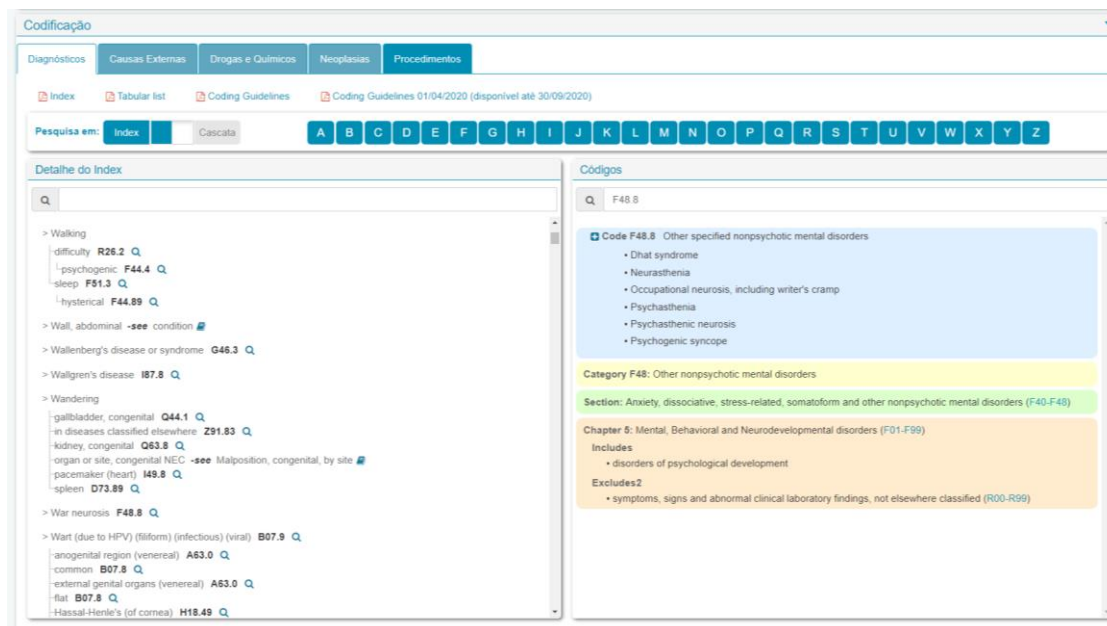 Codificação
Diagnósticos Causas Externas Drogas e Químicos Neoplasias Procedimentos
Index Tabular list Coding Guidelines Coding Guidelines 01/04/2020 (disponível até 30/09/2020)
Pesquisa em: Index Cascata A B C D E F G H I J K L M N O P Q R S T U V W X Y Z
Detalhe do Index
> Walking
difficulty R26.2
psychogenic F44.4
sleep F51.3
hysterical F44.89
> Wall, abdominal -see condition
> Wallenberg's disease or syndrome G46.3
> Wallgren's disease I87.8
> Wandering
gallbladder, congenital Q44.1
in diseases classified elsewhere Z91.83
kidney, congenital Q63.8
organ or site, congenital NEC -see Malposition, congenital, by site
pacemaker (heart) I49.8
spleen D73.89
> War neurosis F48.8
> Wart (due to HPV) (filiform) (infectious) (viral) B07.9
anogenital region (venereal) A63.0
common B07.8
external genital organs (venereal) A63.0
flat B07.8
Hassal-Henle's (of cornea) H18.49
Códigos
F48.8
Code F48.8 Other specified nonpsychotic mental disorders
• Dhat syndrome
• Neurasthenia
• Occupational neurosis, including writer's cramp
• Psychasthenia
• Psychasthenic neurosis
• Psychogenic syncope
Category F48: Other nonpsychotic mental disorders
Section: Anxiety, dissociative, stress-related, somatoform and other nonpsychotic mental disorders (F40-F48)
Chapter 5: Mental, Behavioral and Neurodevelopmental disorders (F01-F99)
Includes
• disorders of psychological development
Excludes2
• symptoms, signs and abnormal clinical laboratory findings, not elsewhere classified (R00-R99)